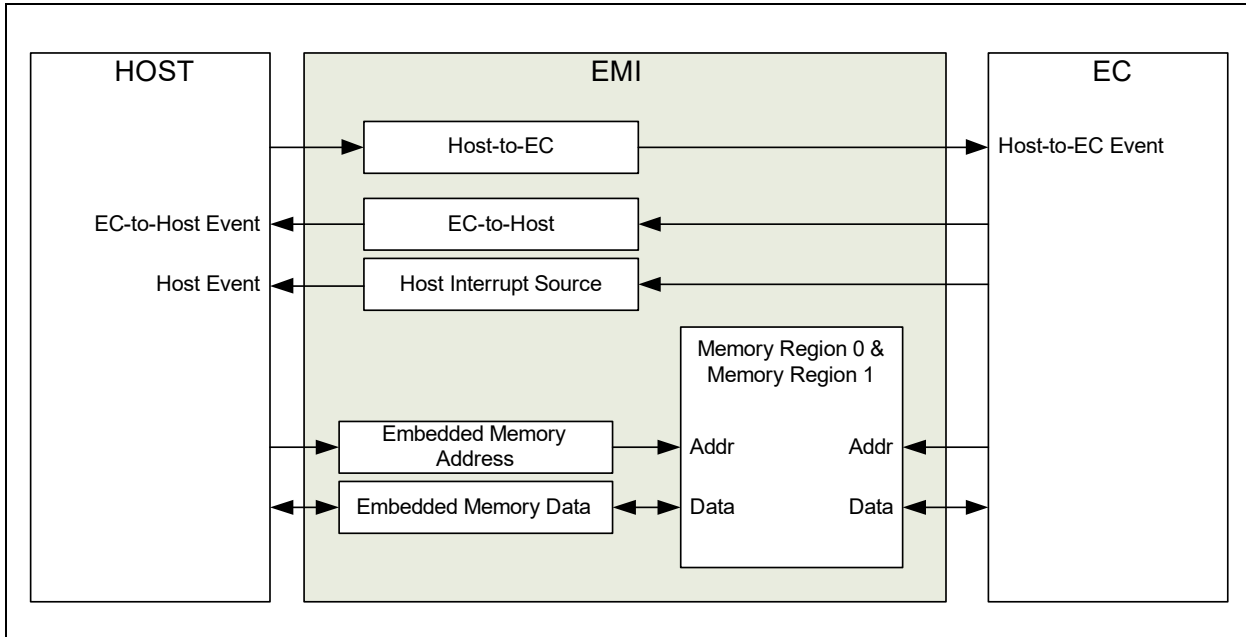 HOST
EMI
EC
Host-to-EC
Host-to-EC Event
EC-to-Host Event
EC-to-Host
Host Event
Host Interrupt Source
Memory Region 0 &
Memory Region 1
Embedded Memory
Address
Addr
Addr
Embedded Memory Data
Data
Data